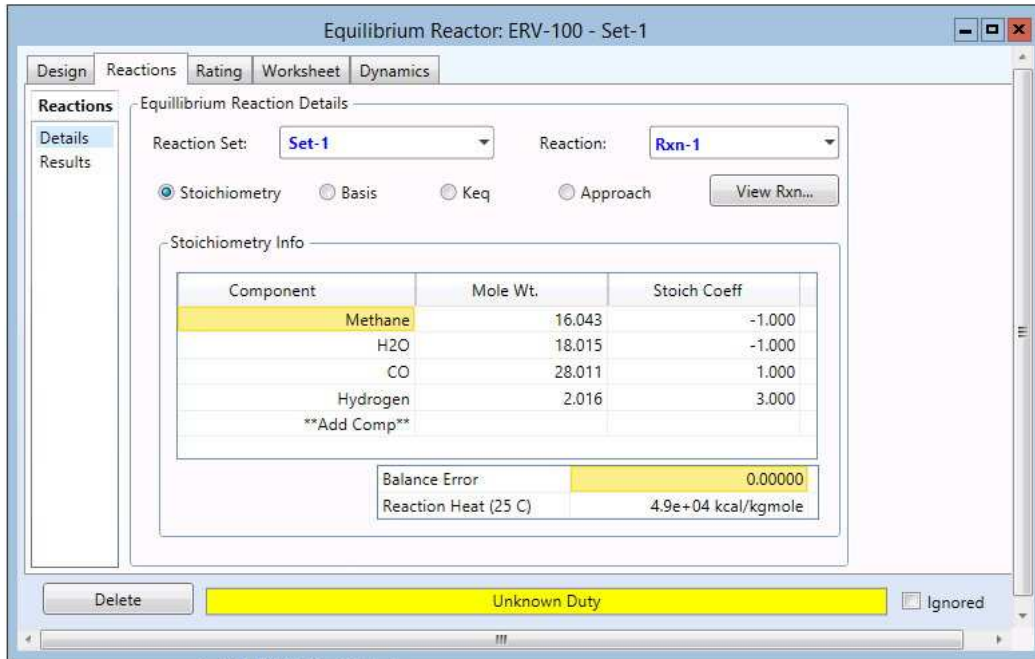 Equilibrium Reactor: ERV-100 - Set-1
Design Reactions Rating Worksheet Dynamics
Reactions
Details
Results
Equillibrium Reaction Details
Reaction Set: Set-1 Reaction: Rxn-1
Stoichiometry Basis Keq Approach View Rxn...
Stoichiometry Info
Component Mole Wt. Stoich Coeff
Methane 16.043 -1.000
H2O 18.015 -1.000
CO 28.011 1.000
Hydrogen 2.016 3.000
**Add Comp**
Balance Error 0.00000
Reaction Heat (25 C) 4.9e+04 kcal/kgmole
Delete Unknown Duty Ignored